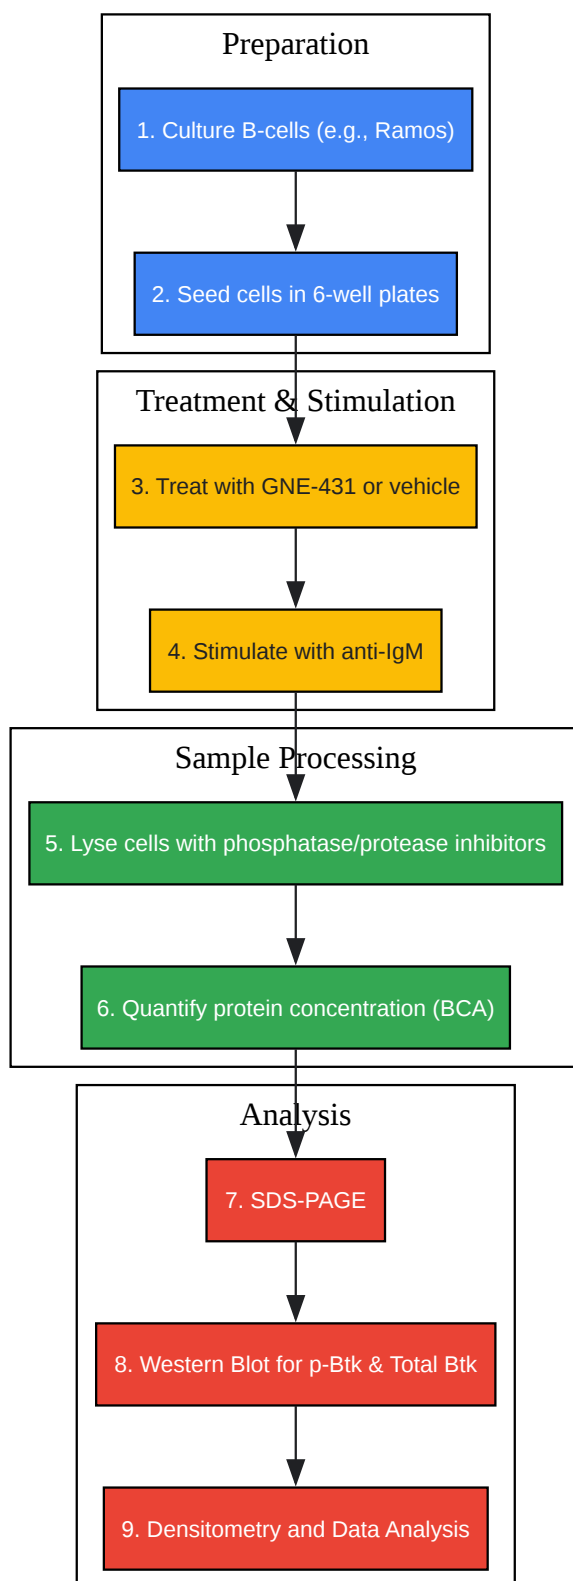 Preparation
1. Culture B-cells (e.g., Ramos)
2. Seed cells in 6-well plates
Treatment & Stimulation
3. Treat with GNE-431 or vehicle
4. Stimulate with anti-IgM
Sample Processing
5. Lyse cells with phosphatase/protease inhibitors
6. Quantify protein concentration (BCA)
Analysis
7. SDS-PAGE
8. Western Blot for p-Btk & Total Btk
9. Densitometry and Data Analysis